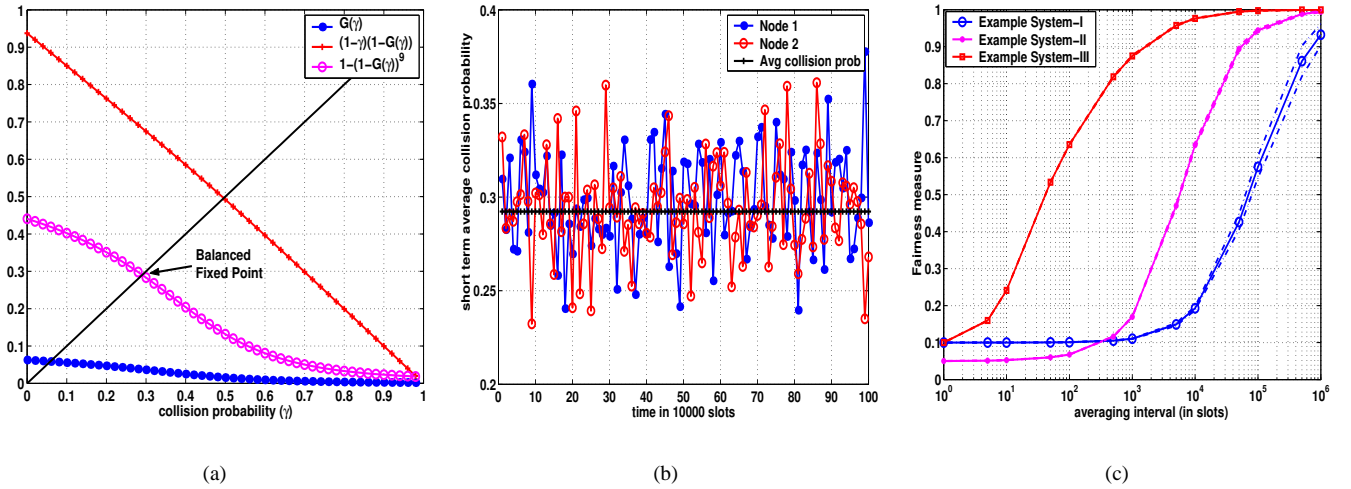 1
0.9
0.8
0.7
0.6
0.5
0.4
0.3
0.2
0.1
0
0 0.1 0.2 0.3 0.4 0.5 0.6 0.7 0.8 0.9 1
collision probability (γ)
G(γ)
(1−γ)(1−G(γ))
1−(1−G(γ))^9
Balanced
Fixed Point
(a)
0.4
0.35
0.3
0.25
0.2
short term average collision probability
0 10 20 30 40 50 60 70 80 90 100
time in 10000 slots
Node 1
Node 2
Avg collision prob
(b)
1
0.9
0.8
0.7
0.6
0.5
0.4
0.3
0.2
0.1
0
Fairness measure
10^0 10^1 10^2 10^3 10^4 10^5 10^6
averaging interval (in slots)
Example System−I
Example System−II
Example System−III
(c)